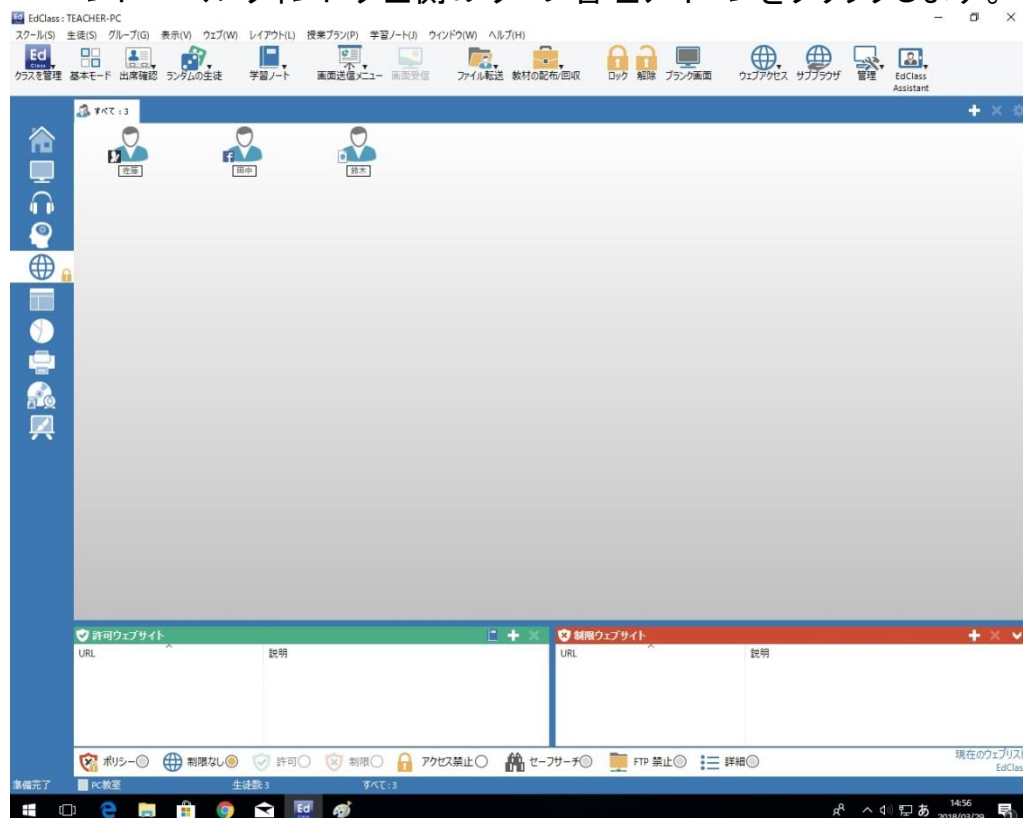 EdClass : TEACHER-PC
スクール(S) 生徒(S) グループ(G) 表示(V) ウェブ(W) レイアウト(L) 授業プラン(P) 学習ノート(J) ウインドウ(W) ヘルプ(H)
Ed
Class
クラスを管理 基本モード 出席確認 ランダムの生徒 学習ノート 画面送信メニュー 画面受信 ファイル転送 教材の配布/回収 ロック 解除 ブランク画面 ウェブアクセス サブブラウザ 管理 EdClass
Assistant
すべて : 3
佐藤 田中 鈴木
許可ウェブサイト 制限ウェブサイト
URL 説明 URL 説明
ポリシー 制限なし 許可 制限 アクセス禁止 セーフサーチ FTP 禁止 詳細
現在のウェブリス
EdClas
準備完了 PC教室 生徒数: 3 すべて : 3
Ed
あ 14:56
2018/03/29